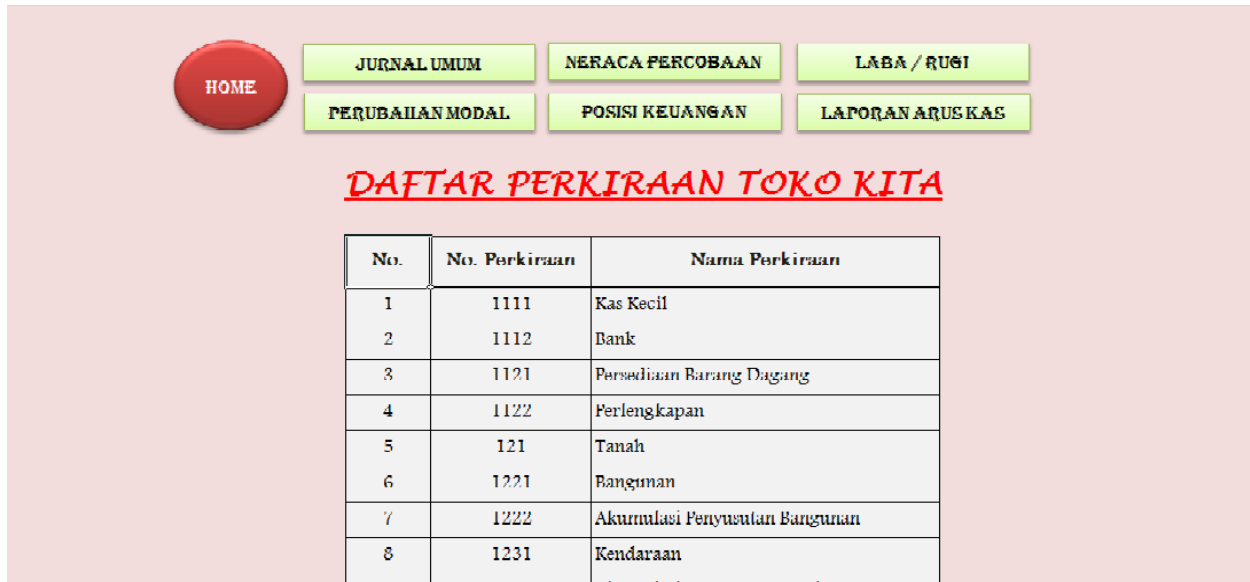 HOME
JURNAL UMUM
NERACA PERCOBAAN
LABA / RUGI
PERUBAHAN MODAL
POSISI KEUANGAN
LAPORAN ARUS KAS
DAFTAR PERKIRAAN TOKO KITA
No. No. Perkiraan Nama Perkiraan
1 1111 Kas Kecil
2 1112 Bank
3 1121 Persediaan Barang Dagang
4 1122 Perlengkapan
5 121 Tanah
6 1221 Bangunan
7 1222 Akumulasi Penyusutan Bangunan
8 1231 Kendaraan